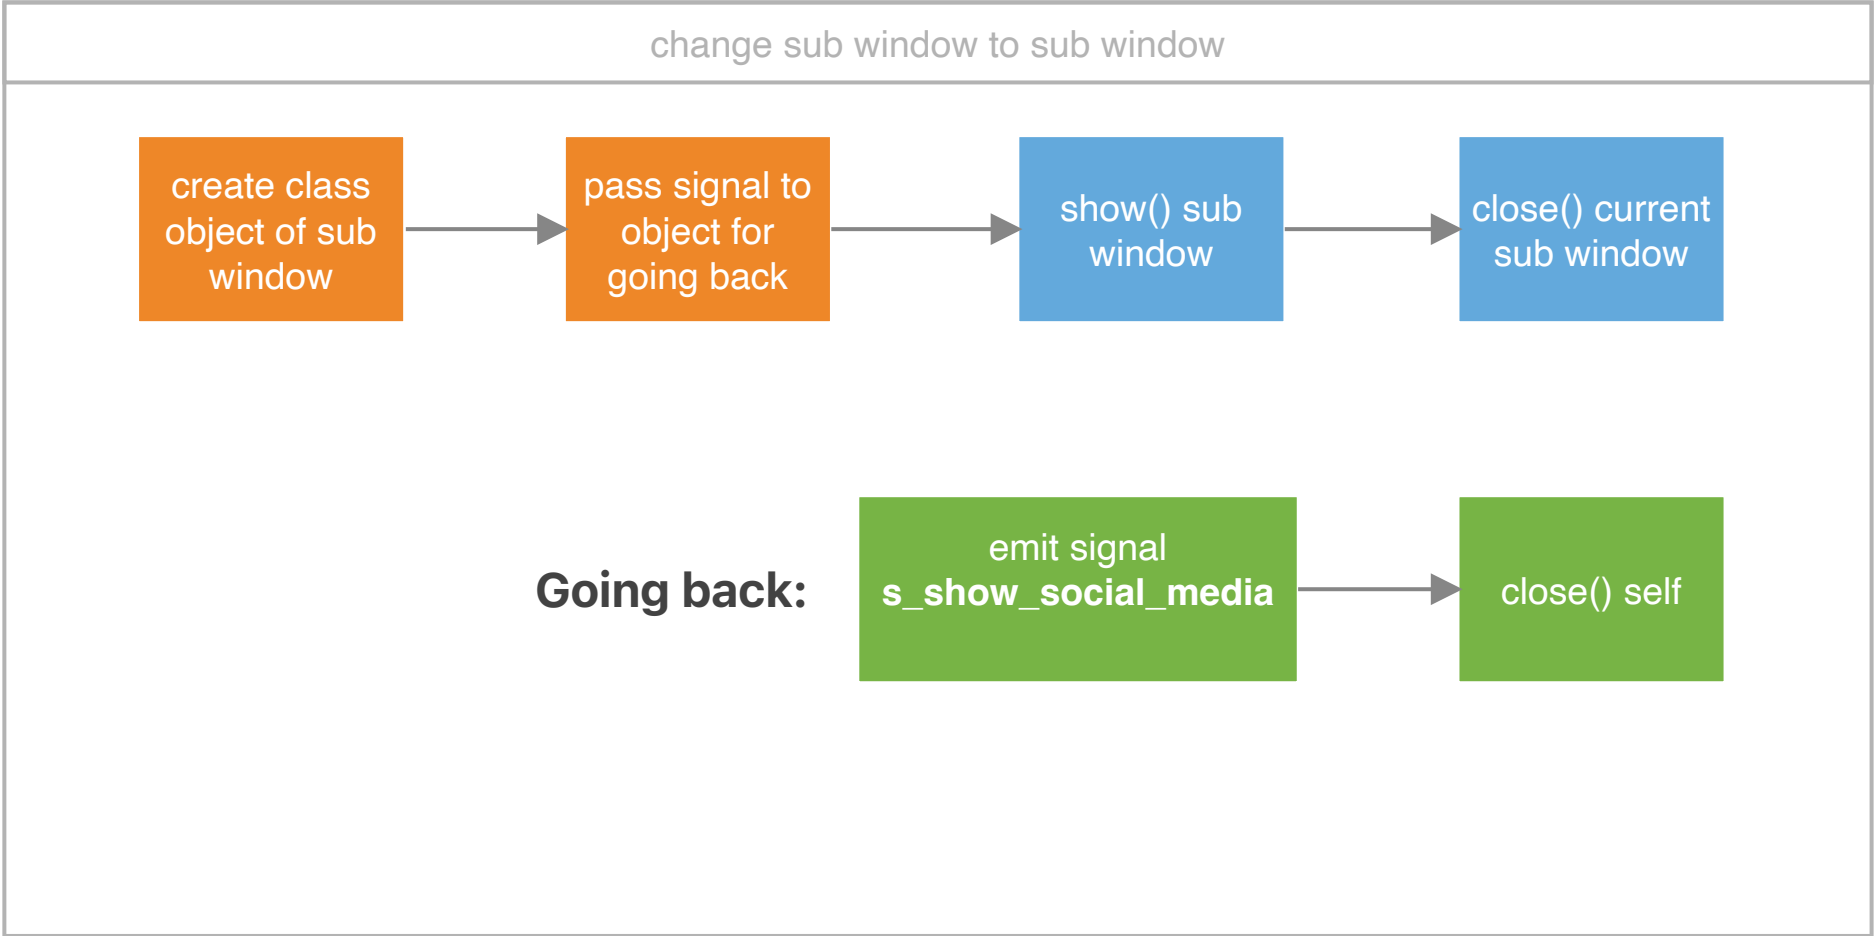 change sub window to sub window
create class
object of sub
window
pass signal to
object for
going back
show() sub
window
close() current
sub window
Going back:
emit signal
s_show_social_media
close() self